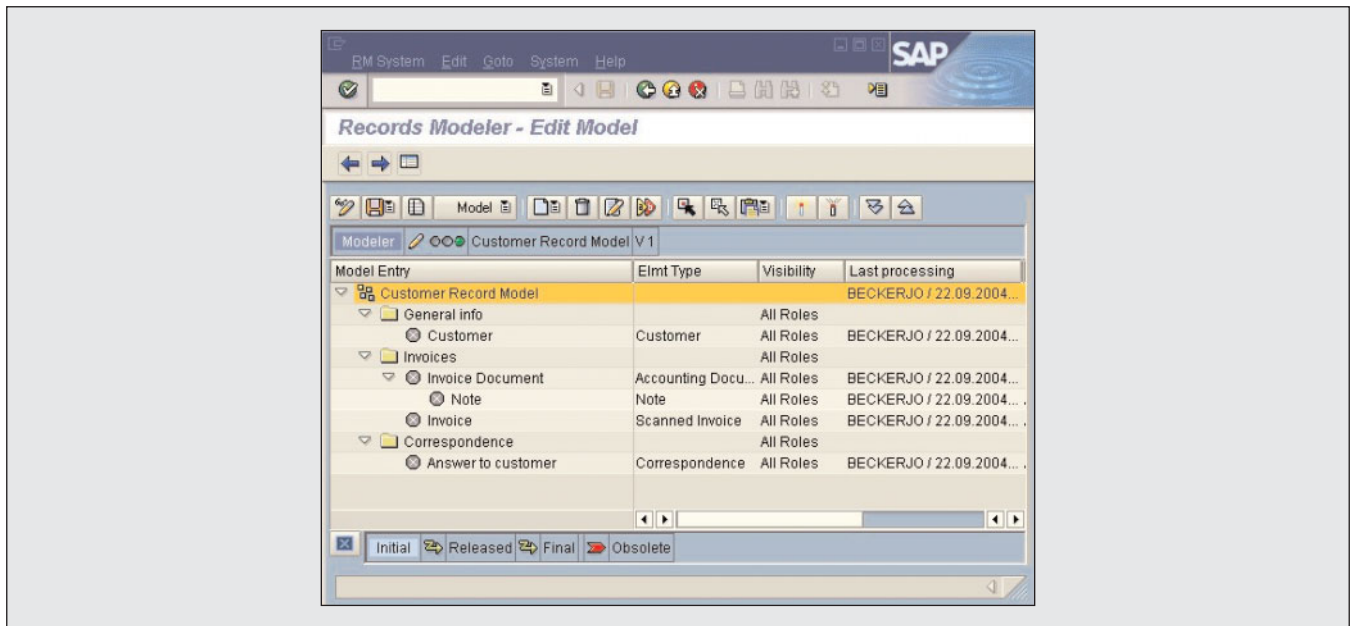 SAP
RM System Edit Goto System Help
Records Modeler - Edit Model
Model
Modeler Customer Record Model V 1
Model Entry Elmt Type Visibility Last processing
Customer Record Model BECKERJO / 22.09.2004...
General info All Roles
Customer Customer All Roles BECKERJO / 22.09.2004...
Invoices All Roles
Invoice Document Accounting Docu... All Roles BECKERJO / 22.09.2004...
Note Note All Roles BECKERJO / 22.09.2004...
Invoice Scanned Invoice All Roles BECKERJO / 22.09.2004...
Correspondence All Roles
Answer to customer Correspondence All Roles BECKERJO / 22.09.2004...
Initial Released Final Obsolete